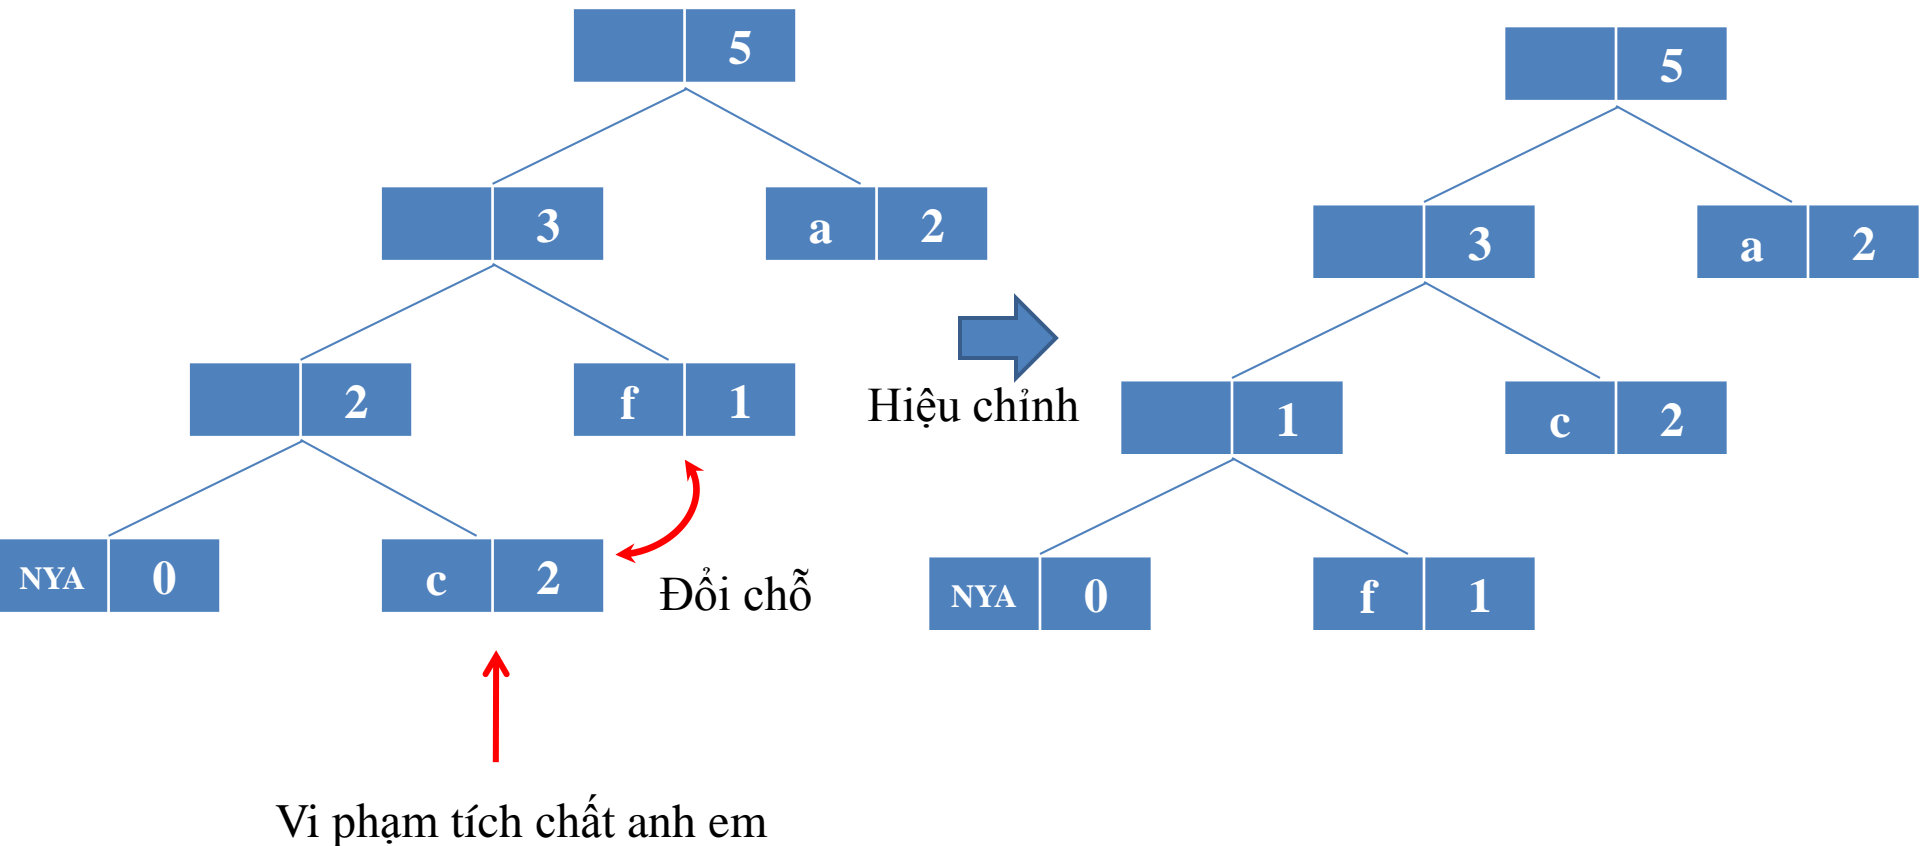 5
3
a 2
2
f 1
NYA 0
c 2
Đổi chỗ
Vi phạm tích chất anh em
Hiệu chỉnh
5
3
a 2
1
c 2
NYA 0
f 1